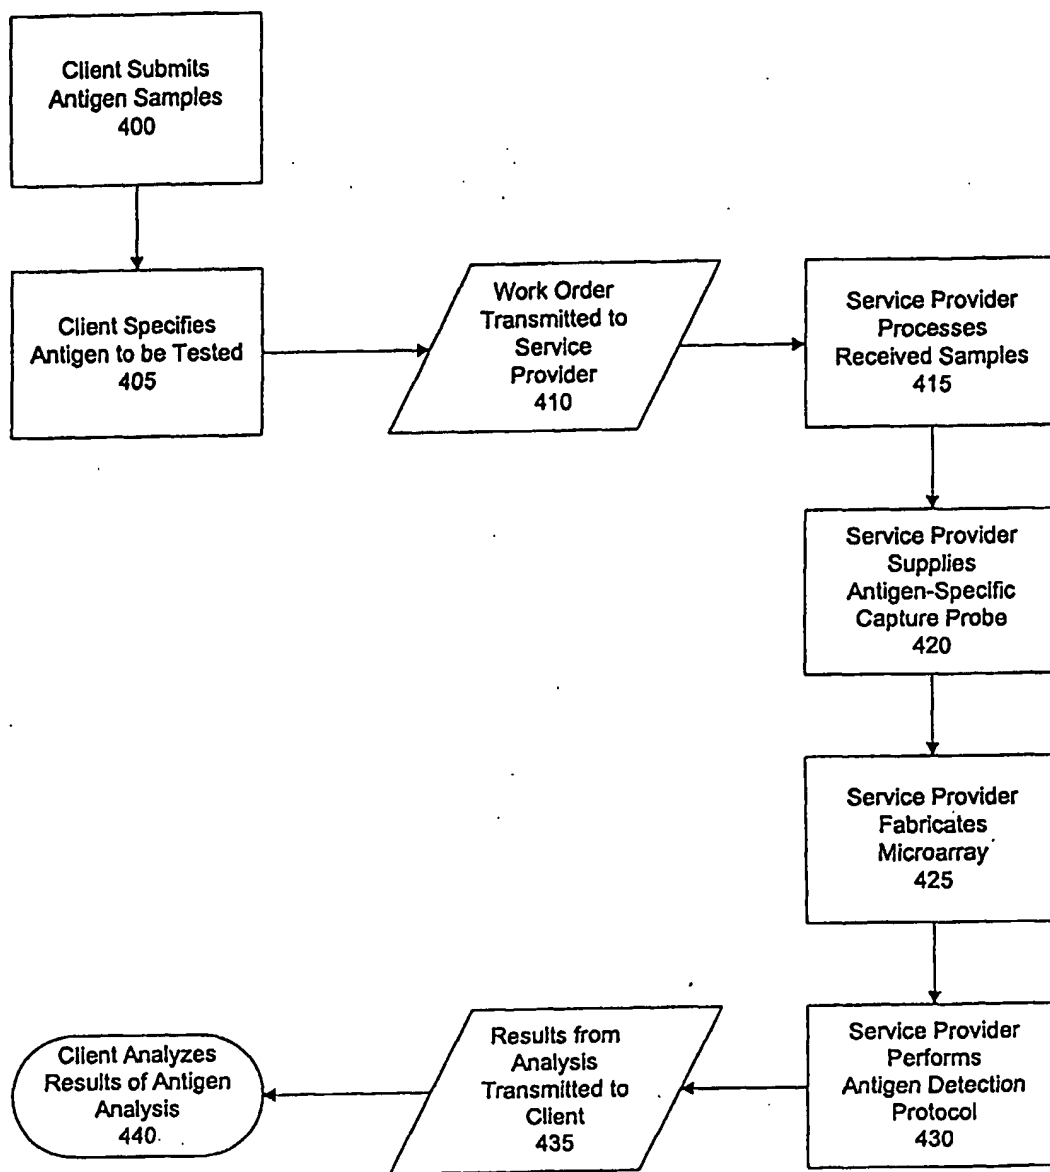 Client Submits
Antigen Samples
400
Client Specifies
Antigen to be Tested
405
Work Order
Transmitted to
Service
Provider
410
Service Provider
Processes
Received Samples
415
Service Provider
Supplies
Antigen-Specific
Capture Probe
420
Service Provider
Fabricates
Microarray
425
Service Provider
Performs
Antigen Detection
Protocol
430
Results from
Analysis
Transmitted to
Client
435
Client Analyzes
Results of Antigen
Analysis
440